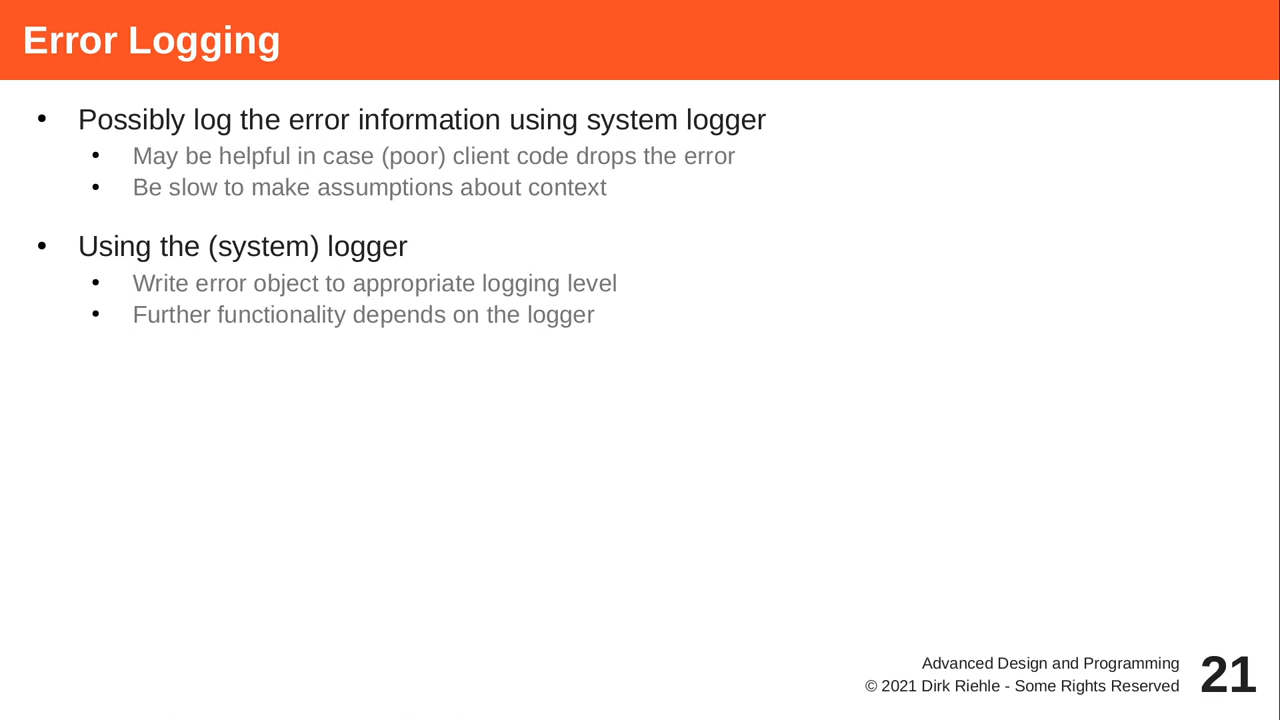 Error Logging
• Possibly log the error information using system logger
• May be helpful in case (poor) client code drops the error
• Be slow to make assumptions about context
• Using the (system) logger
• Write error object to appropriate logging level
• Further functionality depends on the logger
Advanced Design and Programming
© 2021 Dirk Riehle - Some Rights Reserved
21